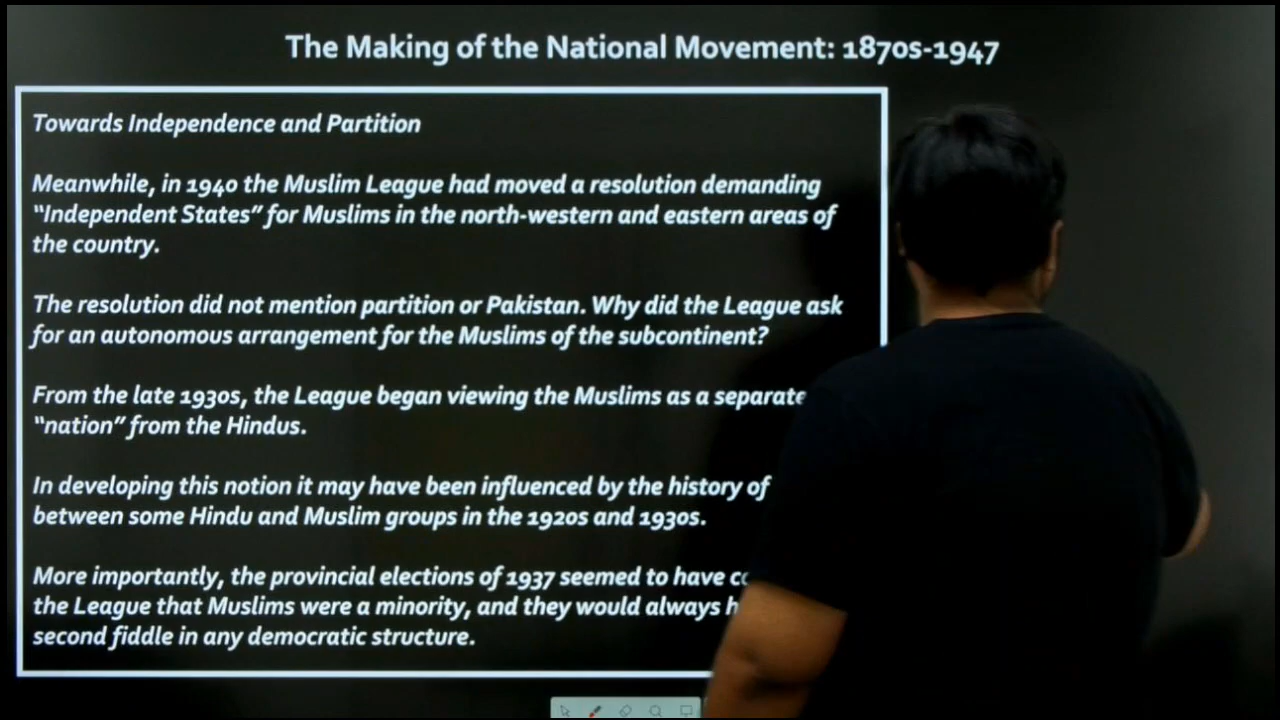 The Making of the National Movement: 1870s-1947
Towards Independence and Partition
Meanwhile, in 1940 the Muslim League had moved a resolution demanding
“Independent States” for Muslims in the north-western and eastern areas of
the country.
The resolution did not mention partition or Pakistan. Why did the League ask
for an autonomous arrangement for the Muslims of the subcontinent?
From the late 1930s, the League began viewing the Muslims as a separate
“nation” from the Hindus.
In developing this notion it may have been influenced by the history of
between some Hindu and Muslim groups in the 1920s and 1930s.
More importantly, the provincial elections of 1937 seemed to have
the League that Muslims were a minority, and they would always
second fiddle in any democratic structure.